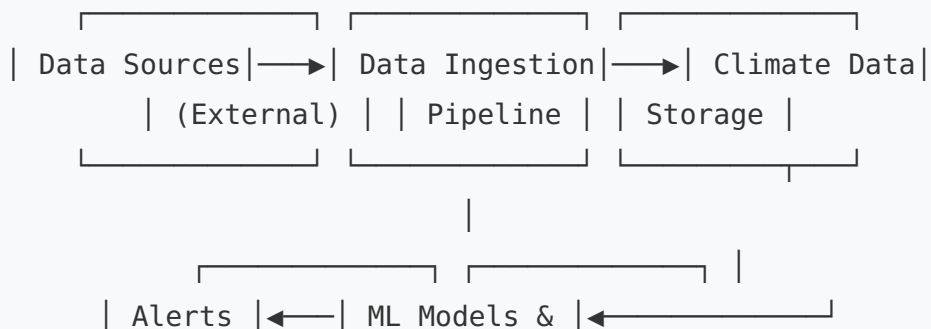 │ Data Sources│───▶│ Data Ingestion│───▶│ Climate Data│
│ (External) │ │ Pipeline │ │ Storage │
│ Alerts │◀───│ ML Models & │◀──────────────┘